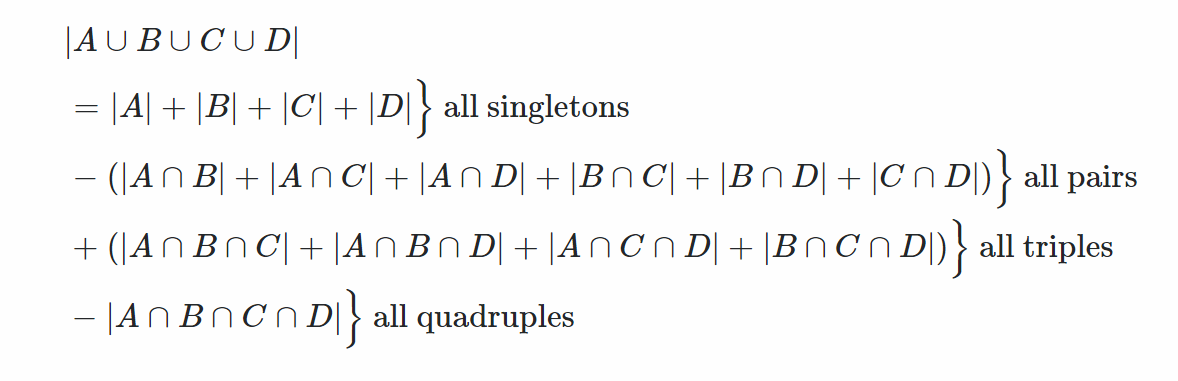 |A ∪ B ∪ C ∪ D|
= |A| + |B| + |C| + |D|} all singletons
− (|A ∩ B| + |A ∩ C| + |A ∩ D| + |B ∩ C| + |B ∩ D| + |C ∩ D|)} all pairs
+ (|A ∩ B ∩ C| + |A ∩ B ∩ D| + |A ∩ C ∩ D| + |B ∩ C ∩ D|)} all triples
− |A ∩ B ∩ C ∩ D|} all quadruples